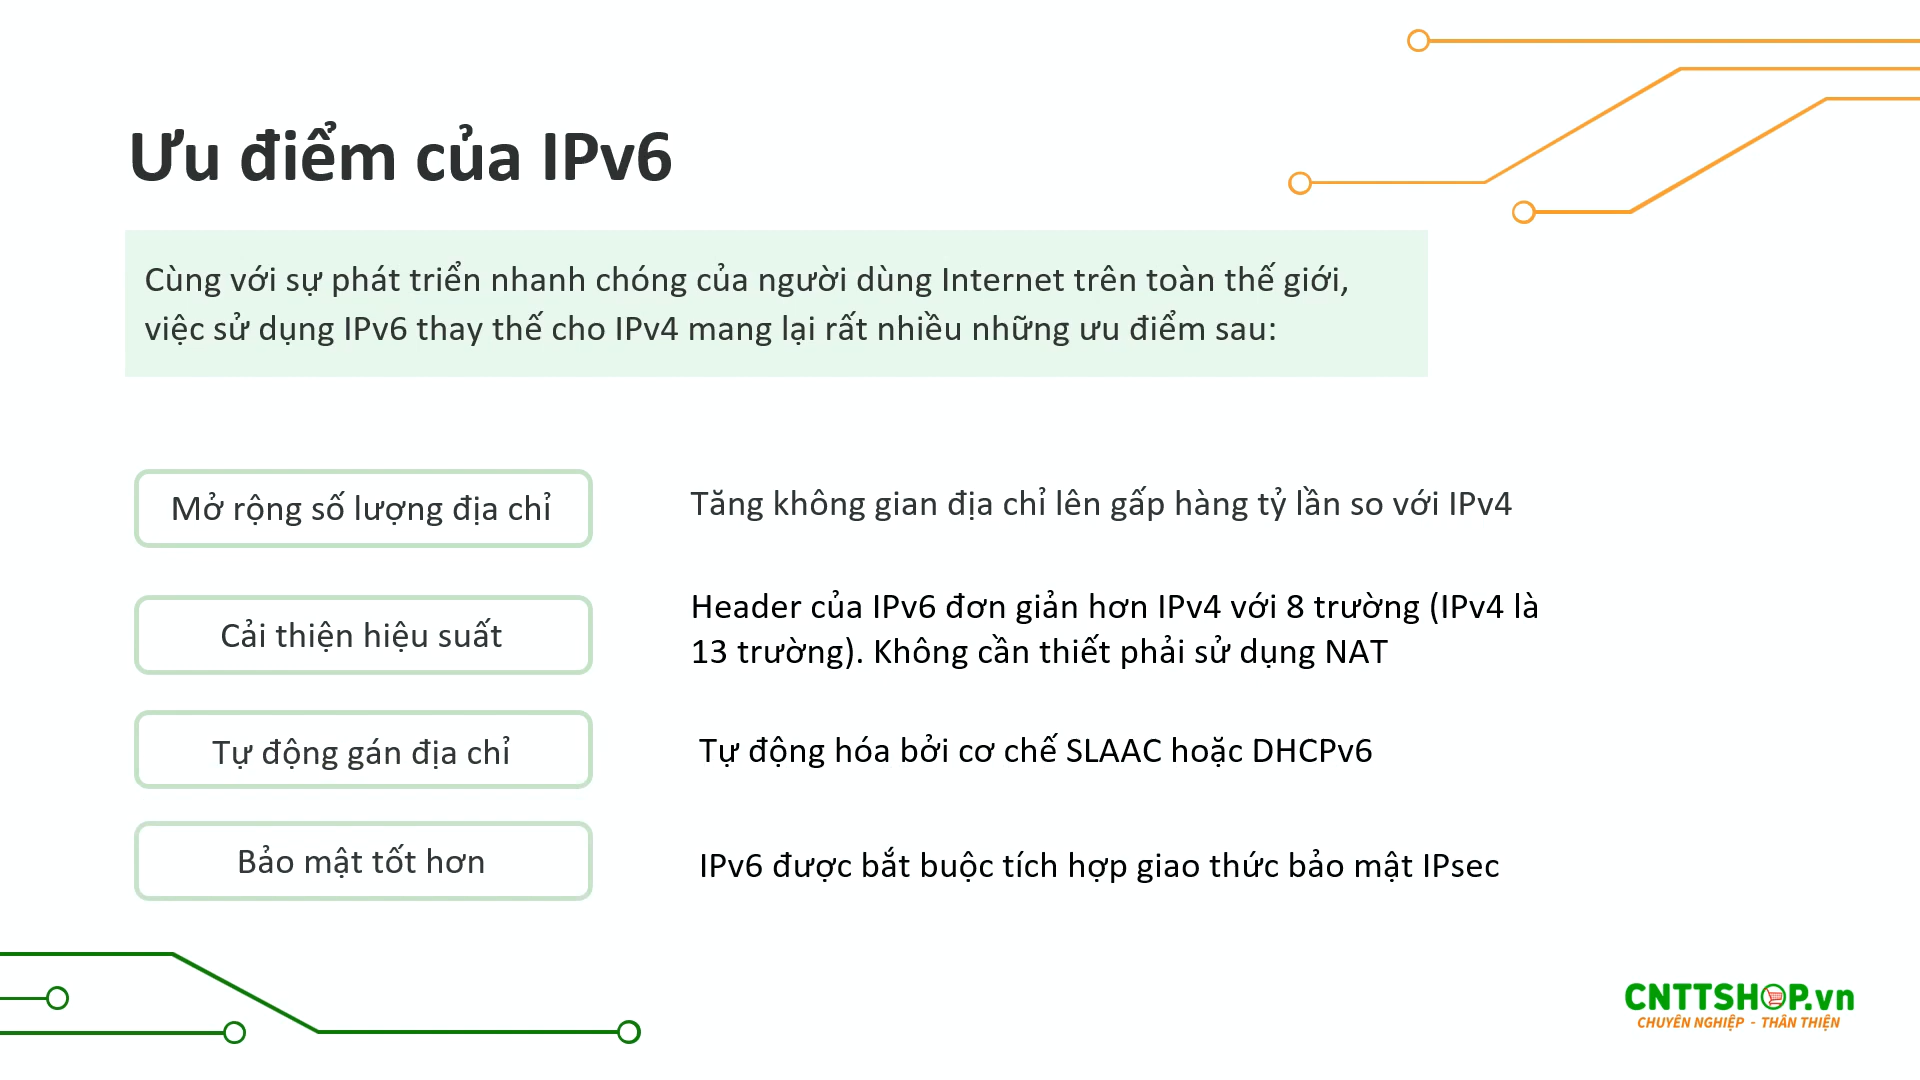 Ưu điểm của IPv6
Cùng với sự phát triển nhanh chóng của người dùng Internet trên toàn thế giới,
việc sử dụng IPv6 thay thế cho IPv4 mang lại rất nhiều những ưu điểm sau:
Mở rộng số lượng địa chỉ
Tăng không gian địa chỉ lên gấp hàng tỷ lần so với IPv4
Cải thiện hiệu suất
Header của IPv6 đơn giản hơn IPv4 với 8 trường (IPv4 là
13 trường). Không cần thiết phải sử dụng NAT
Tự động gán địa chỉ
Tự động hóa bởi cơ chế SLAAC hoặc DHCPv6
Bảo mật tốt hơn
IPv6 được bắt buộc tích hợp giao thức bảo mật IPsec
CNTTSHOP.vn
CHUYÊN NGHIỆP - THÂN THIỆN